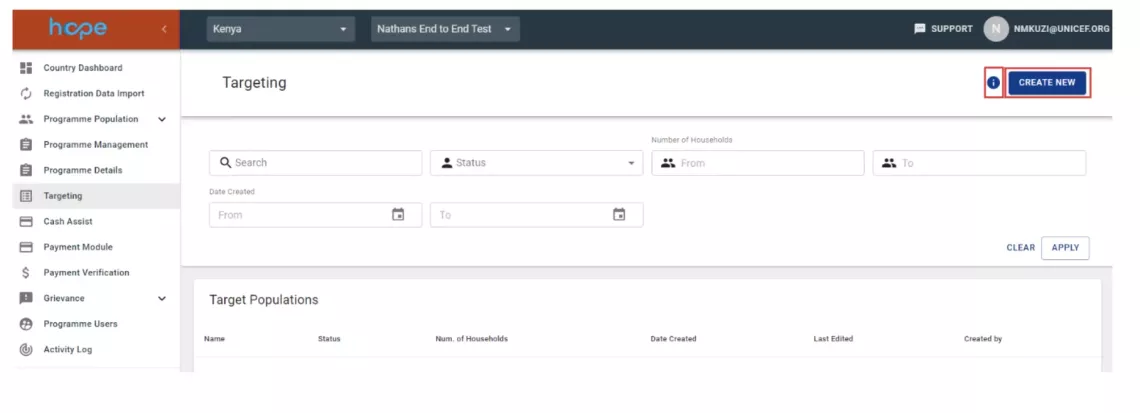 hope
Kenya
Nathans End to End Test
SUPPORT
N
NMKUZI@UNICEF.ORG
Country Dashboard
Registration Data Import
Programme Population
Programme Management
Programme Details
Targeting
Cash Assist
Payment Module
Payment Verification
Grievance
Programme Users
Activity Log
Targeting
CREATE NEW
Number of Households
Search
Status
From
To
Date Created
From
To
CLEAR
APPLY
Target Populations
Name Status Num. of Households Date Created Last Edited Created by